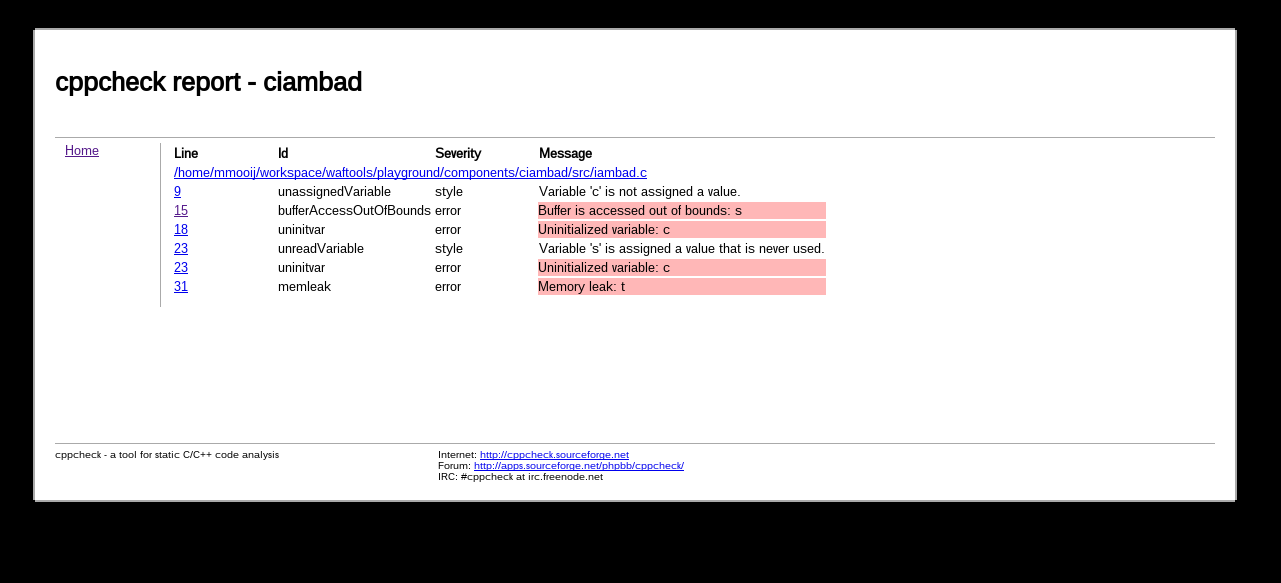 cppcheck report - ciambad
Home
Line Id Severity Message
/home/mmooij/workspace/waftools/playground/components/ciambad/src/iambad.c
9 unassignedVariable style Variable 'c' is not assigned a value.
15 bufferAccessOutOfBounds error Buffer is accessed out of bounds: s
18 uninitvar error Uninitialized variable: c
23 unreadVariable style Variable 's' is assigned a value that is never used.
23 uninitvar error Uninitialized variable: c
31 memleak error Memory leak: t
cppcheck - a tool for static C/C++ code analysis
Internet: http://cppcheck.sourceforge.net
Forum: http://apps.sourceforge.net/phpbb/cppcheck/
IRC: #cppcheck at irc.freenode.net